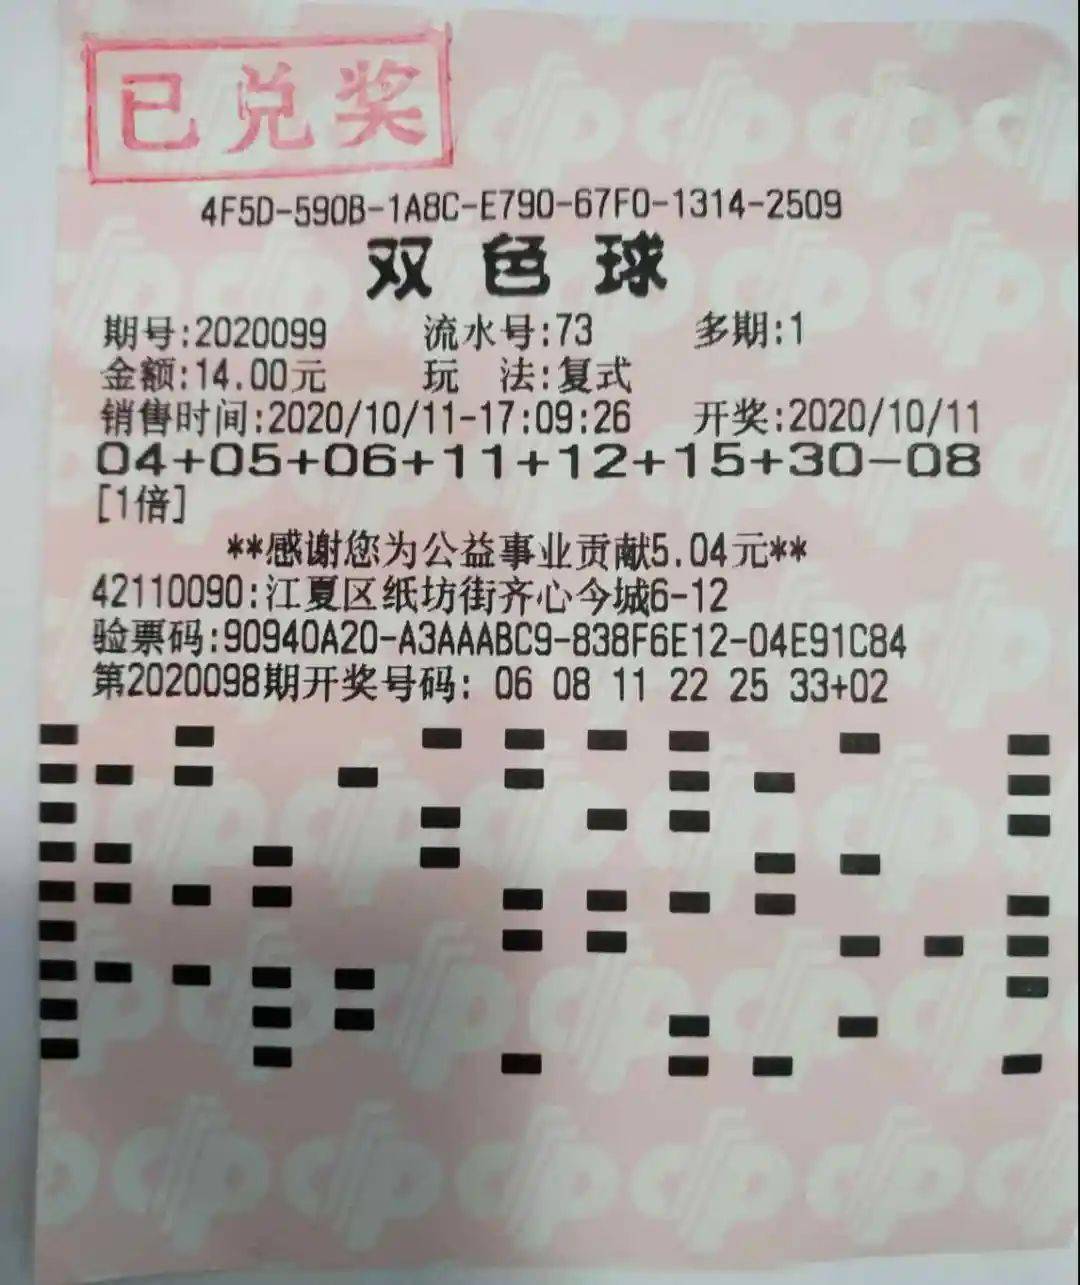 已兑奖
4F5D-590B-1A8C-E790-67F0-1314-2509
双色球
期号:2020099 流水号:73 多期:1
金额:14.00元 玩 法:复式
销售时间:2020/10/11-17:09:26 开奖:2020/10/11
04+05+06+11+12+15+30-08
[1倍]
**感谢您为公益事业贡献5.04元**
42110090:江夏区纸坊街齐心今城6-12
验票码:90940A20-A3AAABC9-838F6E12-04E91C84
第2020098期开奖号码: 06 08 11 22 25 33+02